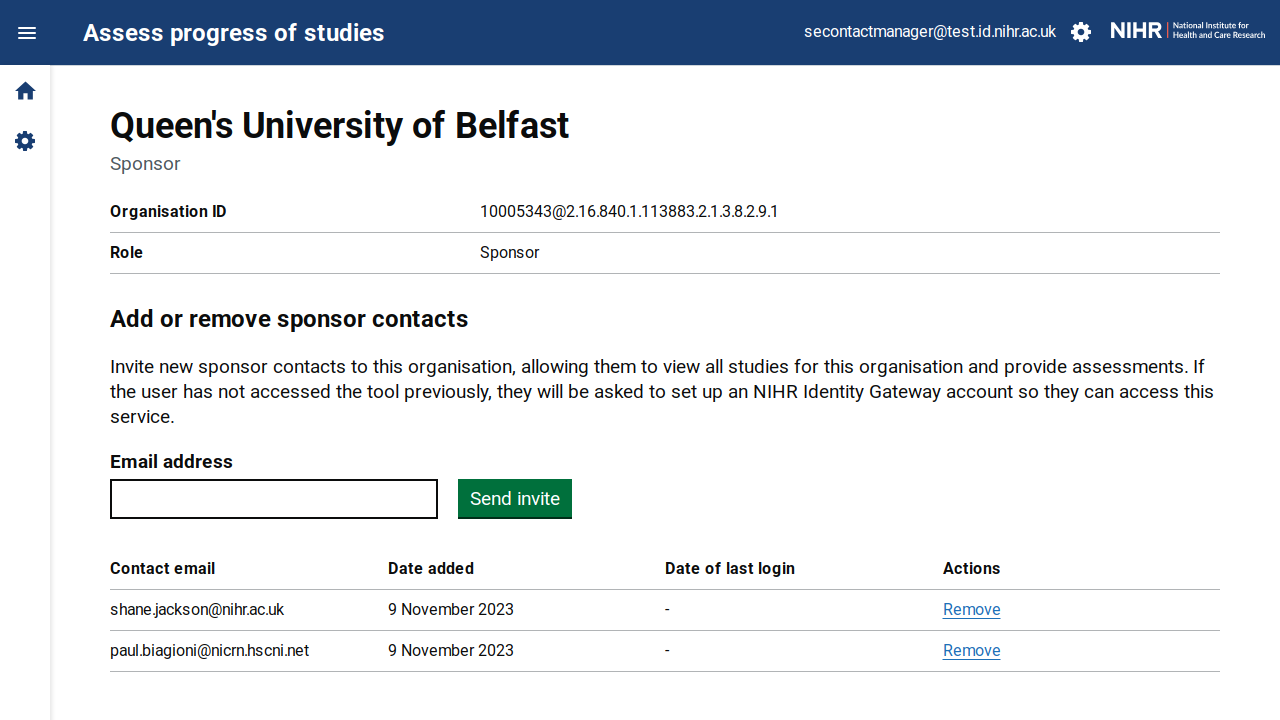 Assess progress of studies
secontactmanager@test.id.nihr.ac.uk
NIHR
National Institute for
Health and Care Research
Queen's University of Belfast
Sponsor
Organisation ID 10005343@2.16.840.1.113883.2.1.3.8.2.9.1
Role Sponsor
Add or remove sponsor contacts
Invite new sponsor contacts to this organisation, allowing them to view all studies for this organisation and provide assessments. If
the user has not accessed the tool previously, they will be asked to set up an NIHR Identity Gateway account so they can access this
service.
Email address
Send invite
Contact email Date added Date of last login Actions
shane.jackson@nihr.ac.uk 9 November 2023 - Remove
paul.biagioni@nicrn.hscni.net 9 November 2023 - Remove